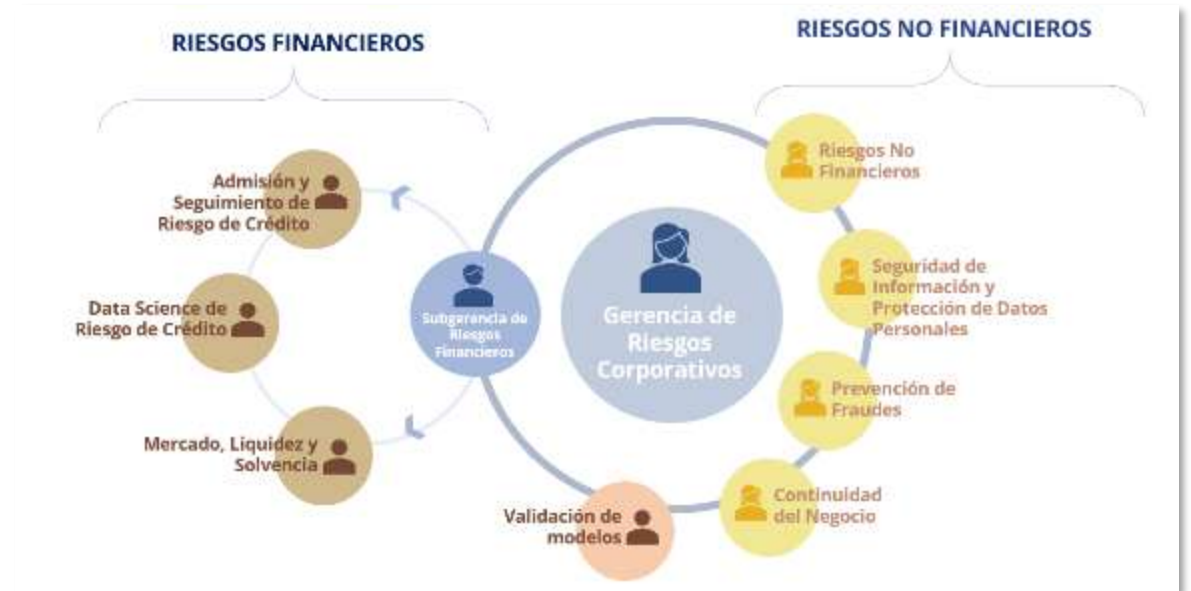 RIESGOS FINANCIEROS
RIESGOS NO FINANCIEROS
Admisión y
Seguimiento de
Riesgo de Crédito
Data Science de
Riesgo de Crédito
Mercado, Liquidez y
Solvencia
Subgerencia de
Riesgos
Financieros
Gerencia de
Riesgos
Corporativos
Riesgos No
Financieros
Seguridad de
Información y
Protección de Datos
Personales
Prevención de
Fraudes
Continuidad
del Negocio
Validación de
modelos